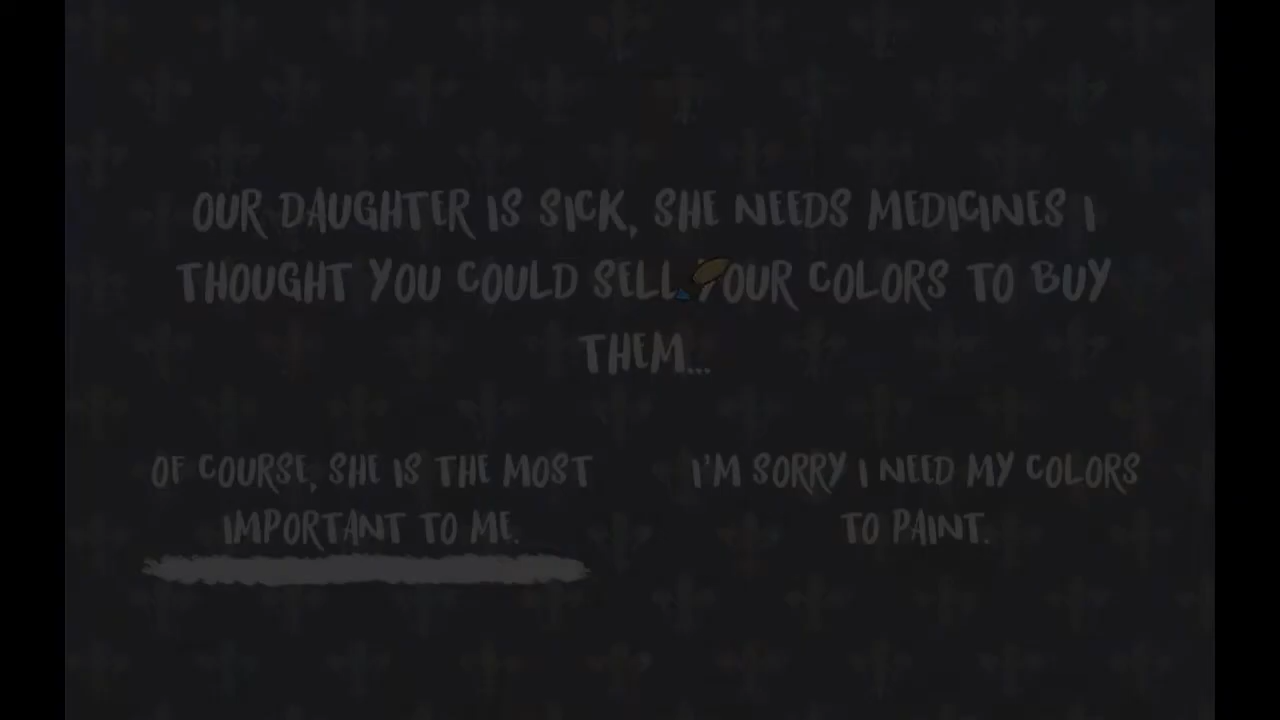 OUR DAUGHTER IS SICK, SHE NEEDS MEDICINES I
THOUGHT YOU COULD SELL YOUR COLORS TO BUY
THEM...
OF COURSE, SHE IS THE MOST
IMPORTANT TO ME.
I'M SORRY I NEED MY COLORS
TO PAINT.